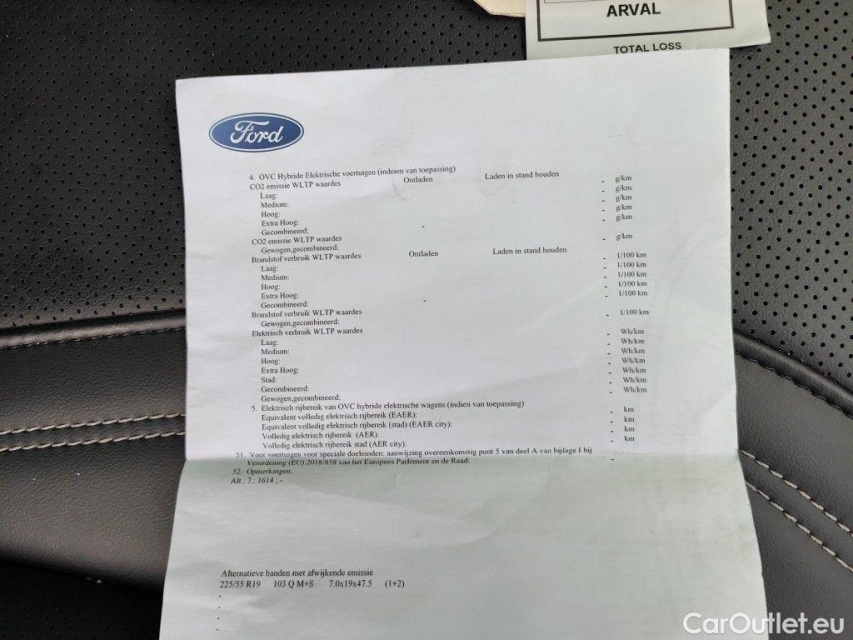 ARVAL
TOTAL LOSS
Ford
4. OVC Hybride Elektrische voertuigen (indeien van toepassing)
CO2 emissie WLTP waardes Ontladen Laden in stand houden
Laag: - g/km
Medium: - g/km
Hoog: - g/km
Extra Hoog: - g/km
Gecombineerd: - - g/km
CO2 emissie WLTP waardes
Gewogen,gecombineerd: - g/km
Brandstof verbruik WLTP waardes Ontladen Laden in stand houden
Laag: - 1/100 km
Medium: - 1/100 km
Hoog: - 1/100 km
Extra Hoog: - 1/100 km
Gecombineerd: - - 1/100 km
Brandstof verbruik WLTP waardes
Gewogen,gecombineerd: - 1/100 km
Elektrisch verbruik WLTP waardes
Laag: - Wh/km
Medium: - Wh/km
Hoog: - Wh/km
Extra Hoog: - Wh/km
Stad: - Wh/km
Gecombineerd: - Wh/km
Gewogen,gecombineerd: - Wh/km
5. Elektrisch rijbereik van OVC hybride elektrische wagens (indien van toepassing)
Equivalent volledig elektrisch rijbereik (EAER): - km
Equivalent volledig elektrisch rijbereik (stad) (EAER city): - km
Volledig elektrisch rijbereik (AER): - km
Volledig elektrisch rijbereik stad (AER city): - km
51. Voor voertuigen voor speciale doeleinden: aanwijzing overeenkomstig punt 5 van deel A van bijlage I bij
Verordening (EU) 2018/858 van het Europees Parlement en de Raad: -
52. Opmerkingen:
Alt.: 7.: 1614 ; -
Alternatieve banden met afwijkende emissie
225/55 R19 103 Q M+S 7.0x19x47.5 (1+2)
-
-
-
-
CarOutlet.eu